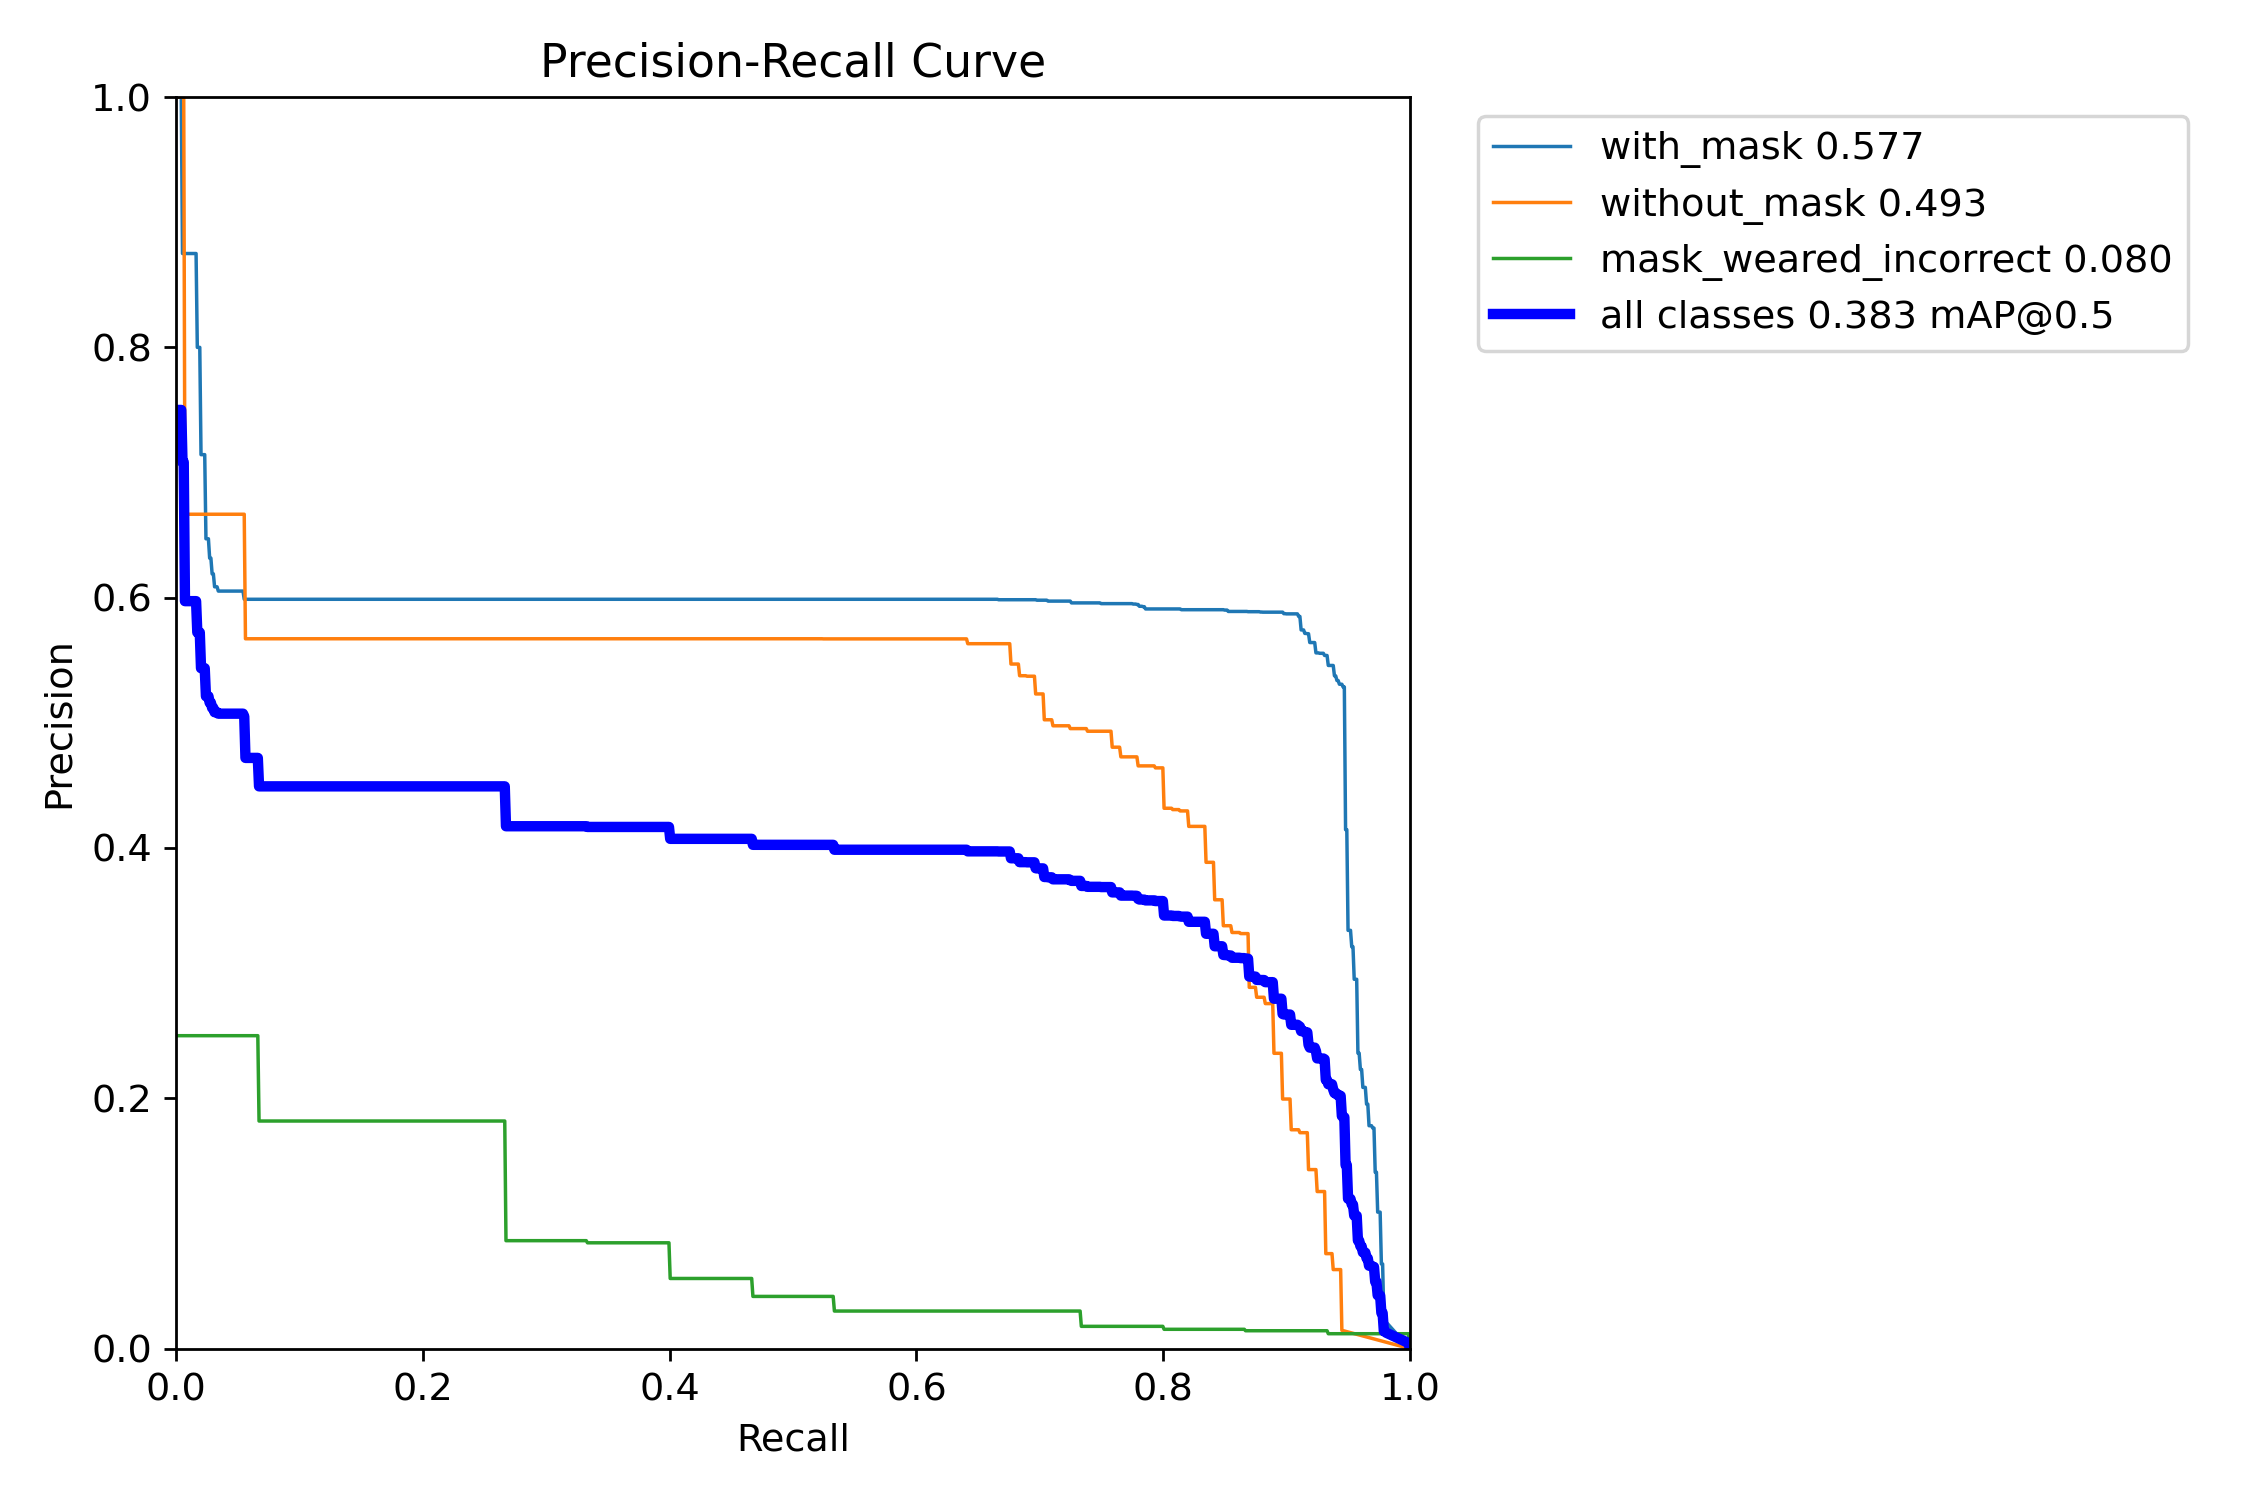 Precision-Recall Curve
1.0
0.8
0.6
0.4
0.2
0.0
Precision
0.0 0.2 0.4 0.6 0.8 1.0
Recall
with_mask 0.577
without_mask 0.493
mask_weared_incorrect 0.080
all classes 0.383 mAP@0.5